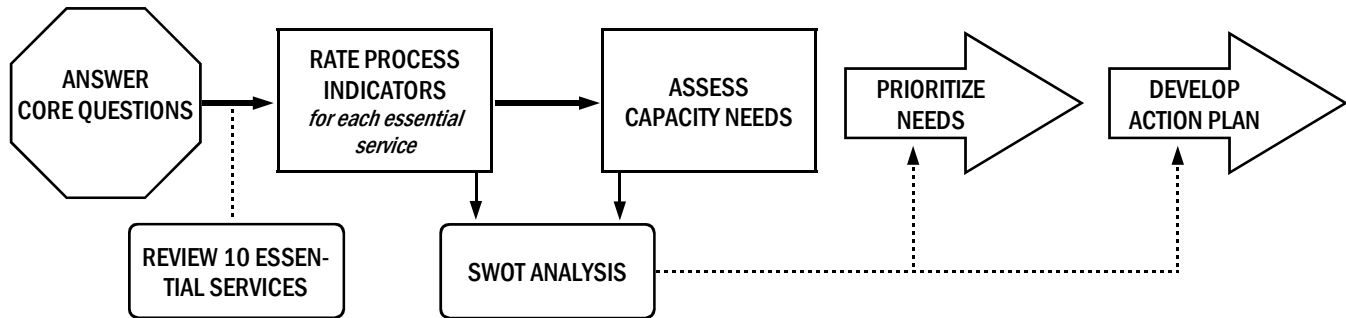 ANSWER
CORE QUESTIONS
RATE PROCESS
INDICATORS
for each essential
service
ASSESS
CAPACITY NEEDS
PRIORITIZE
NEEDS
DEVELOP
ACTION PLAN
REVIEW 10 ESSEN-
TIAL SERVICES
SWOT ANALYSIS